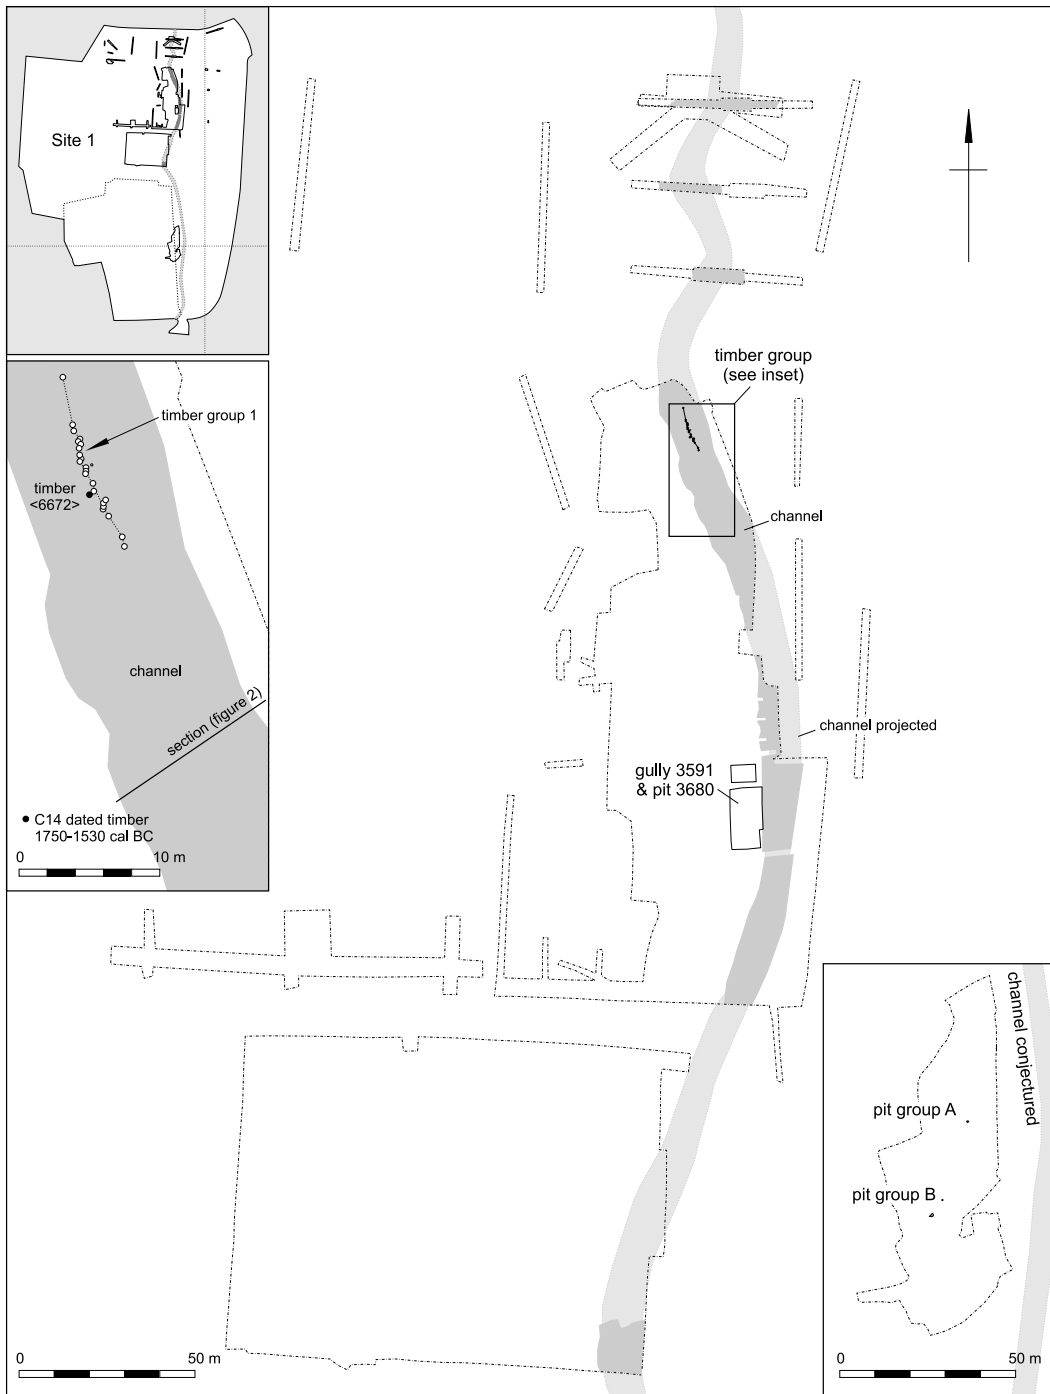 Site 1
timber group 1
timber
<6672>
channel
section (figure 2)
C14 dated timber
1750-1530 cal BC
0 10 m
timber group
(see inset)
channel
channel projected
gully 3591
& pit 3680
channel conjectured
pit group A
pit group B
0 50 m
0 50 m